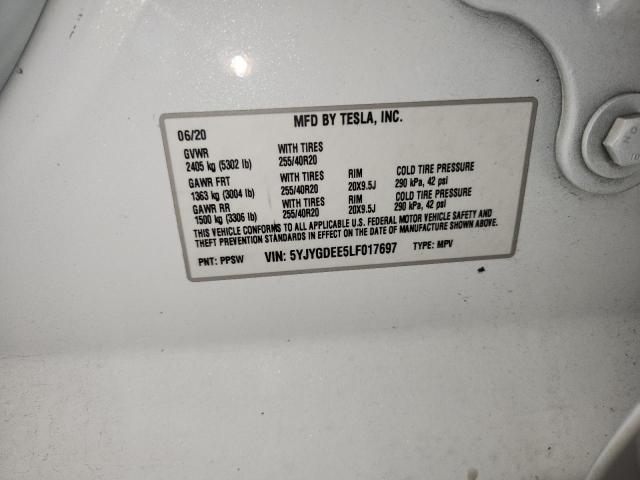 MFD BY TESLA, INC.
06/20
GVWR WITH TIRES
2405 kg (5302 lb) 255/40R20
GAWR FRT WITH TIRES RIM COLD TIRE PRESSURE
1363 kg (3004 lb) 255/40R20 20X9.5J 290 kPa, 42 psi
GAWR RR WITH TIRES RIM COLD TIRE PRESSURE
1500 kg (3306 lb) 255/40R20 20X9.5J 290 kPa, 42 psi
THIS VEHICLE CONFORMS TO ALL APPLICABLE U.S. FEDERAL MOTOR VEHICLE SAFETY AND
THEFT PREVENTION STANDARDS IN EFFECT ON THE DATE OF MANUFACTURE SHOWN ABOVE.
PNT: PPSW VIN: 5YJYGDEE5LF017697 TYPE: MPV